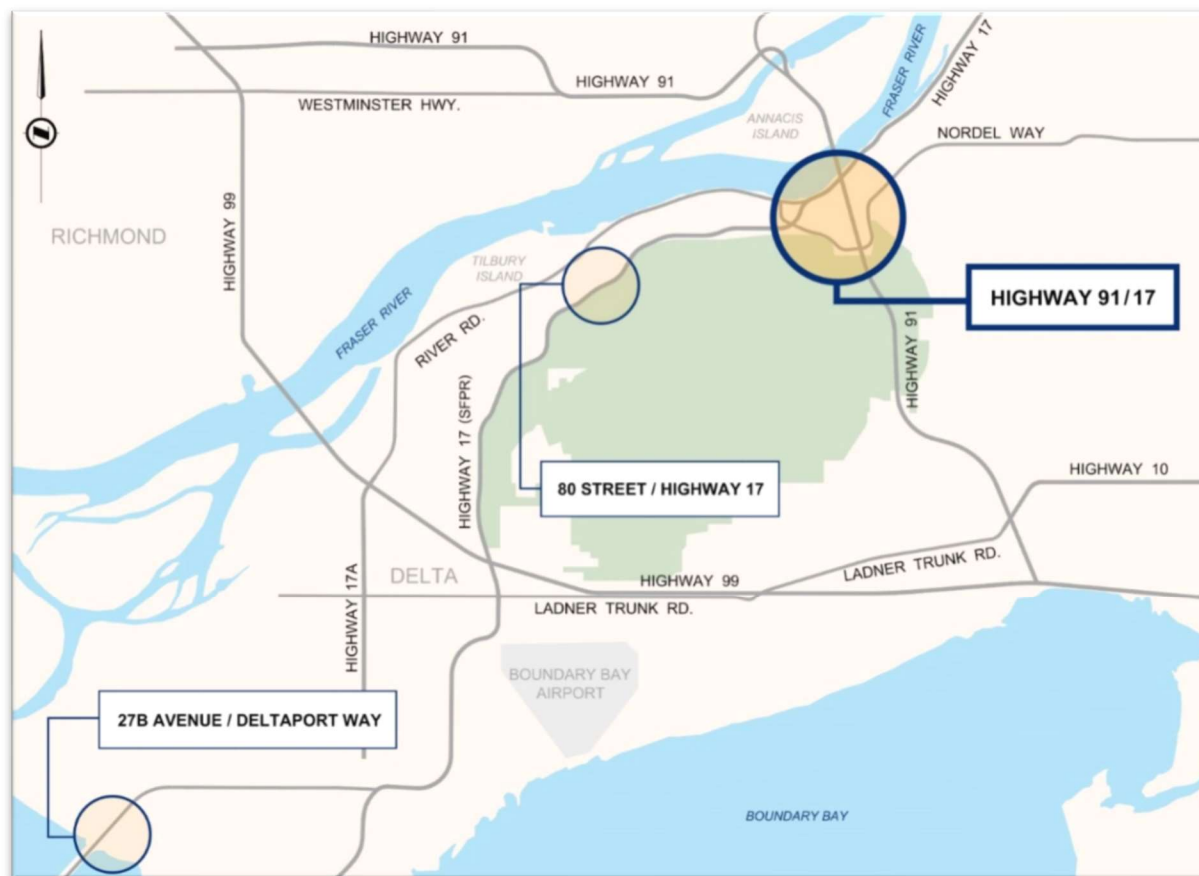 HIGHWAY 91
HIGHWAY 91
WESTMINSTER HWY.
FRASER RIVER
HIGHWAY 17
ANNACIS
ISLAND
NORDEL WAY
HIGHWAY 99
RICHMOND
TILBURY
ISLAND
HIGHWAY 91/17
FRASER RIVER
RIVER RD.
HIGHWAY 91
HIGHWAY 17 (SFPR)
HIGHWAY 10
80 STREET / HIGHWAY 17
DELTA
HIGHWAY 99
LADNER TRUNK RD.
LADNER TRUNK RD.
HIGHWAY 17A
BOUNDARY BAY
AIRPORT
27B AVENUE / DELTAPORT WAY
BOUNDARY BAY